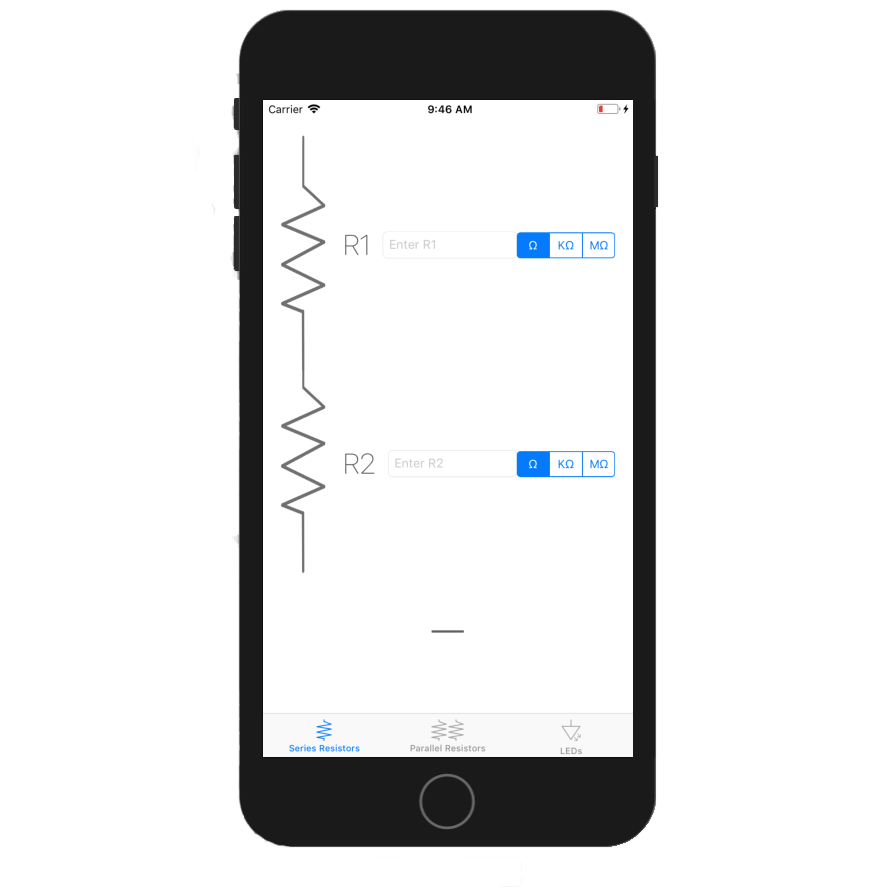 Carrier 9:46 AM
R1 Enter R1 Ω KΩ MΩ
R2 Enter R2 Ω KΩ MΩ
—
Series Resistors Parallel Resistors LEDs